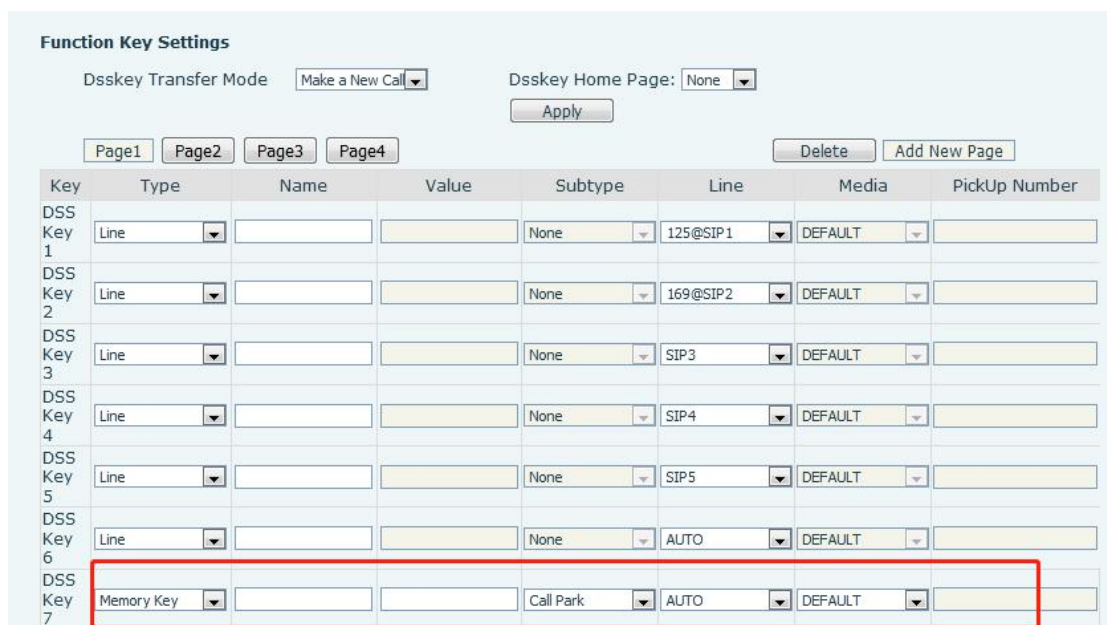 Function Key Settings
Dsskey Transfer Mode Make a New Call Dsskey Home Page: None
Apply
Page1 Page2 Page3 Page4 Delete Add New Page
Key Type Name Value Subtype Line Media PickUp Number
DSS Key 1 Line None 125@SIP1 DEFAULT
DSS Key 2 Line None 169@SIP2 DEFAULT
DSS Key 3 Line None SIP3 DEFAULT
DSS Key 4 Line None SIP4 DEFAULT
DSS Key 5 Line None SIP5 DEFAULT
DSS Key 6 Line None AUTO DEFAULT
DSS Key 7 Memory Key Call Park AUTO DEFAULT